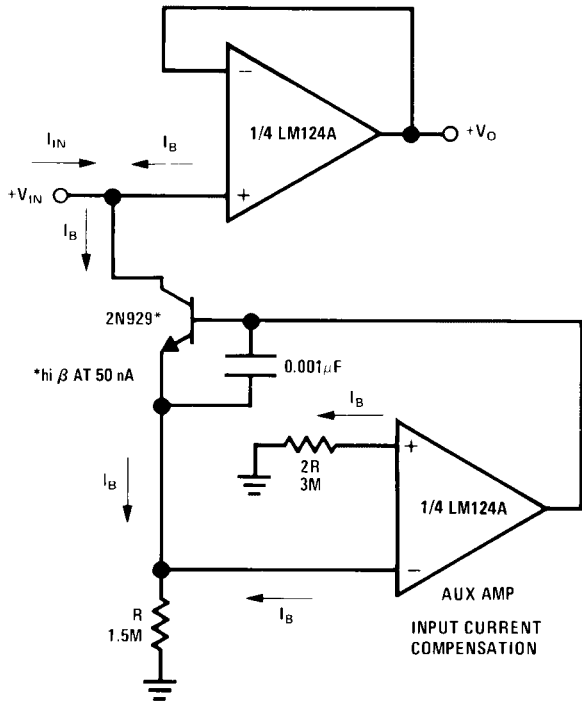 1/4 LM124A
+V_O
I_IN
I_B
+V_IN
I_B
2N929*
*hi β AT 50 nA
0.001μF
I_B
2R
3M
1/4 LM124A
I_B
I_B
AUX AMP
R
1.5M
INPUT CURRENT
COMPENSATION